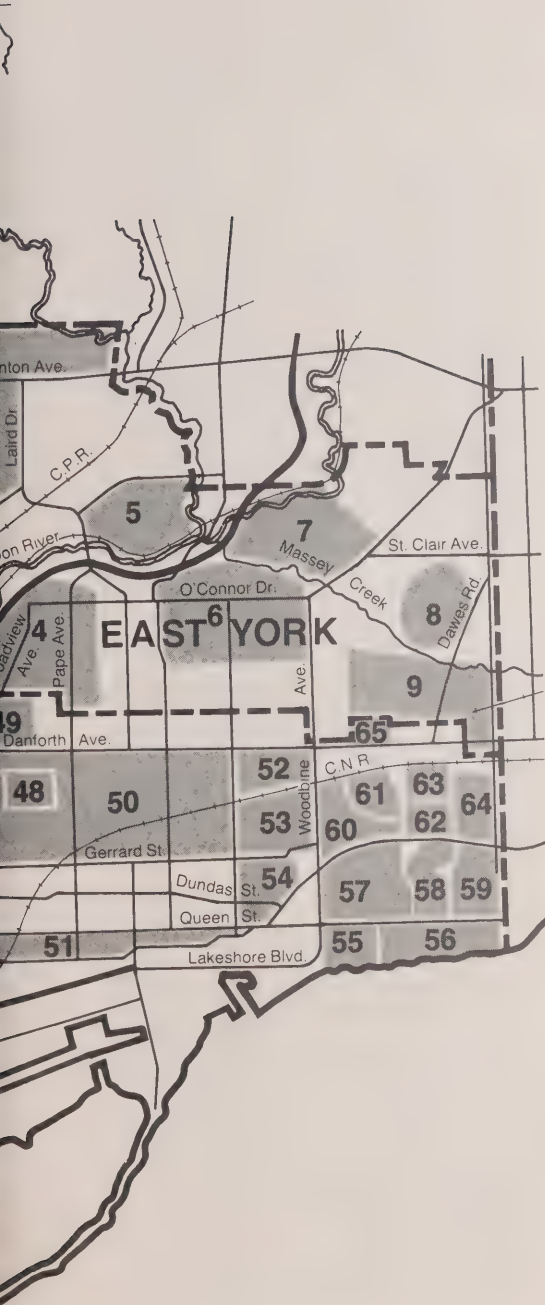 nton Ave.
Laird Dr.
C.P.R.
5
7
on River
Massey
St. Clair Ave.
O'Connor Dr.
Creek
8
Dawes Rd.
4
6
EAST YORK
oadview
Ave.
Pape Ave.
Ave.
9
49
65
Danforth Ave.
52
C.N.R
Woodbine
48
50
61
63
64
53
60
62
Gerrard St.
Dundas St.
54
57
58
59
Queen St.
51
55
56
Lakeshore Blvd.